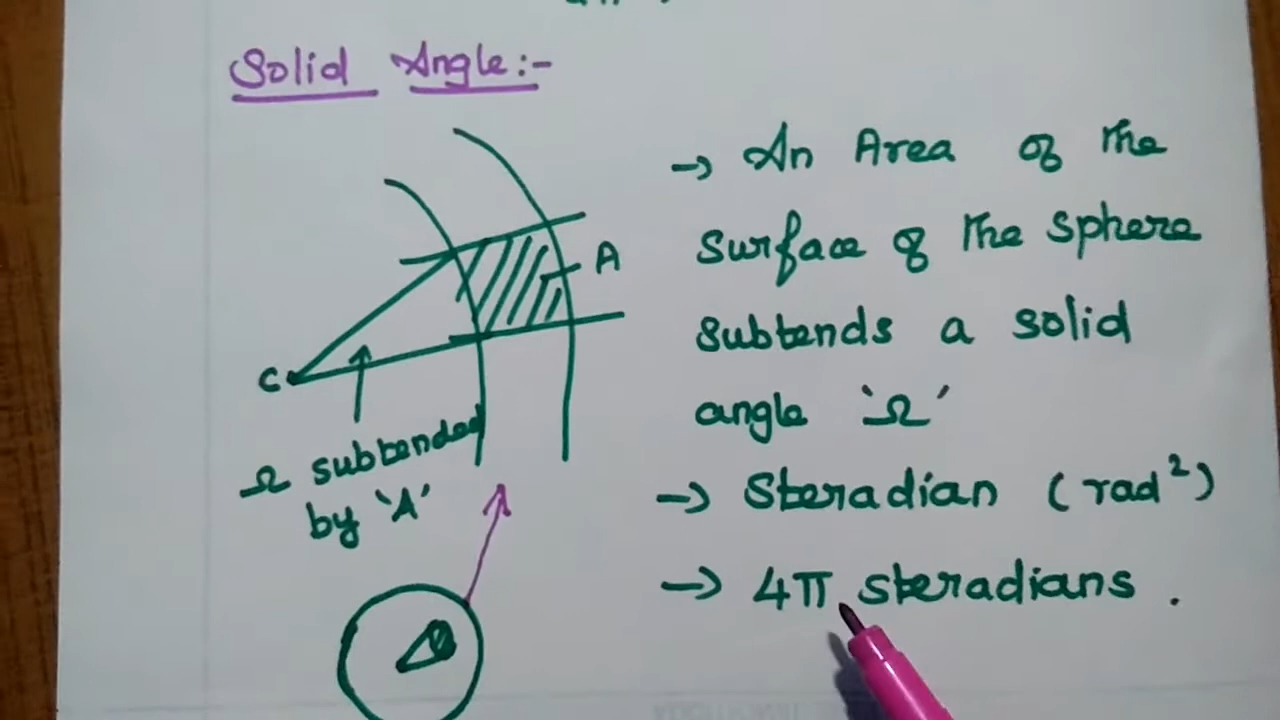 Solid Angle:-
→ An Area of the
surface of the sphere
subtends a solid
angle 'Ω'
→ Steradian (rad²)
→ 4π steradians.
A
C
Ω subtended
by 'A'